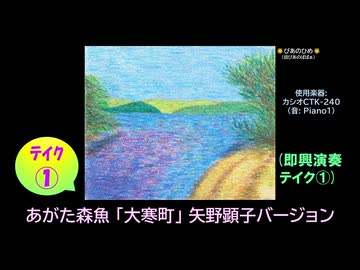 ☀ぴあのひめ☀
(旧ぴあのぱぱぁ)
使用楽器:
カシオCTK-240
(音: Piano1)
テイク
①
(即興演奏
テイク①)
あがた森魚「大寒町」矢野顕子バージョン